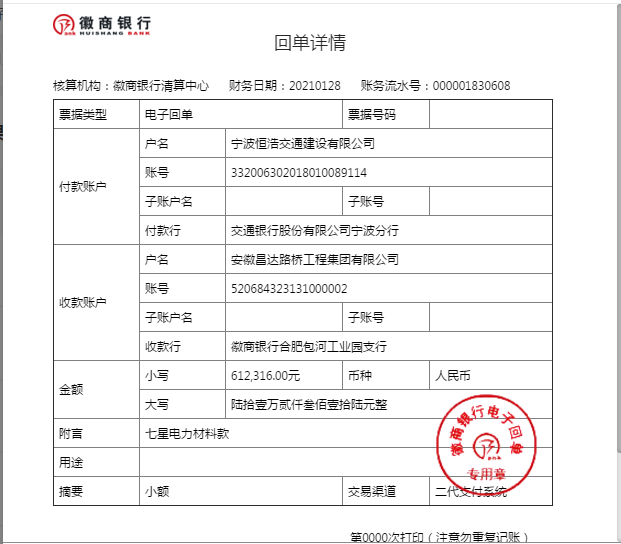 徽商银行
HUISHANG BANK
回单详情
核算机构：徽商银行清算中心 财务日期：20210128 账务流水号：000001830608
票据类型 电子回单 票据号码
付款账户
户名 宁波恒浩交通建设有限公司
账号 332006302018010089114
子账户名 子账号
付款行 交通银行股份有限公司宁波分行
收款账户
户名 安徽昌达路桥工程集团有限公司
账号 520684323131000002
子账户名 子账号
收款行 徽商银行合肥包河工业园支行
金额
小写 612,316.00元 币种 人民币
大写 陆拾壹万贰仟叁佰壹拾陆元整
附言 七星电力材料款
用途
摘要 小额 交易渠道 二代支付系统
徽商银行电子回单
Bank
专用章
第0000次打印（注意勿重复记账）